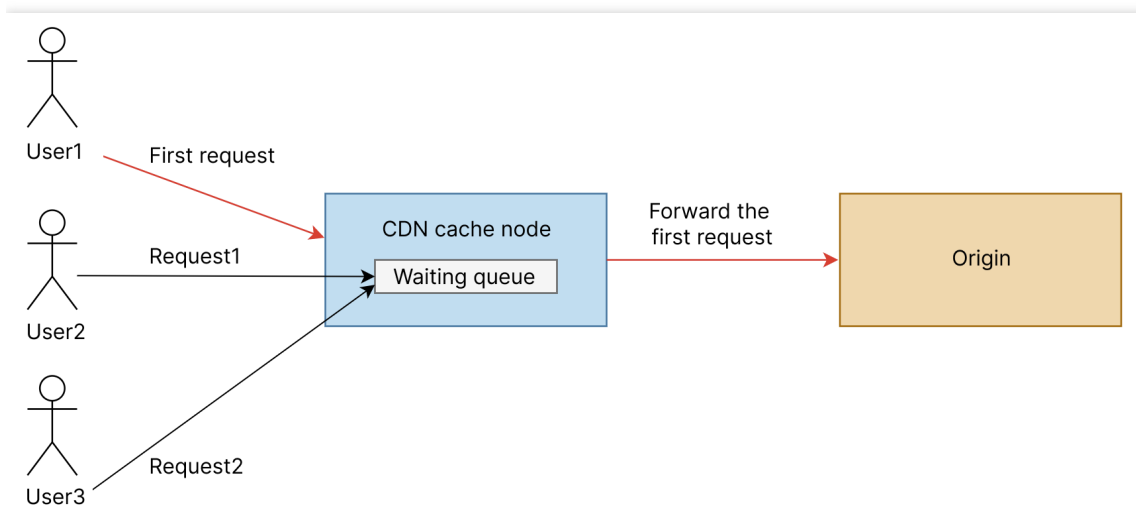 User1
First request
User2
Request1
User3
Request2
CDN cache node
Waiting queue
Forward the
first request
Origin